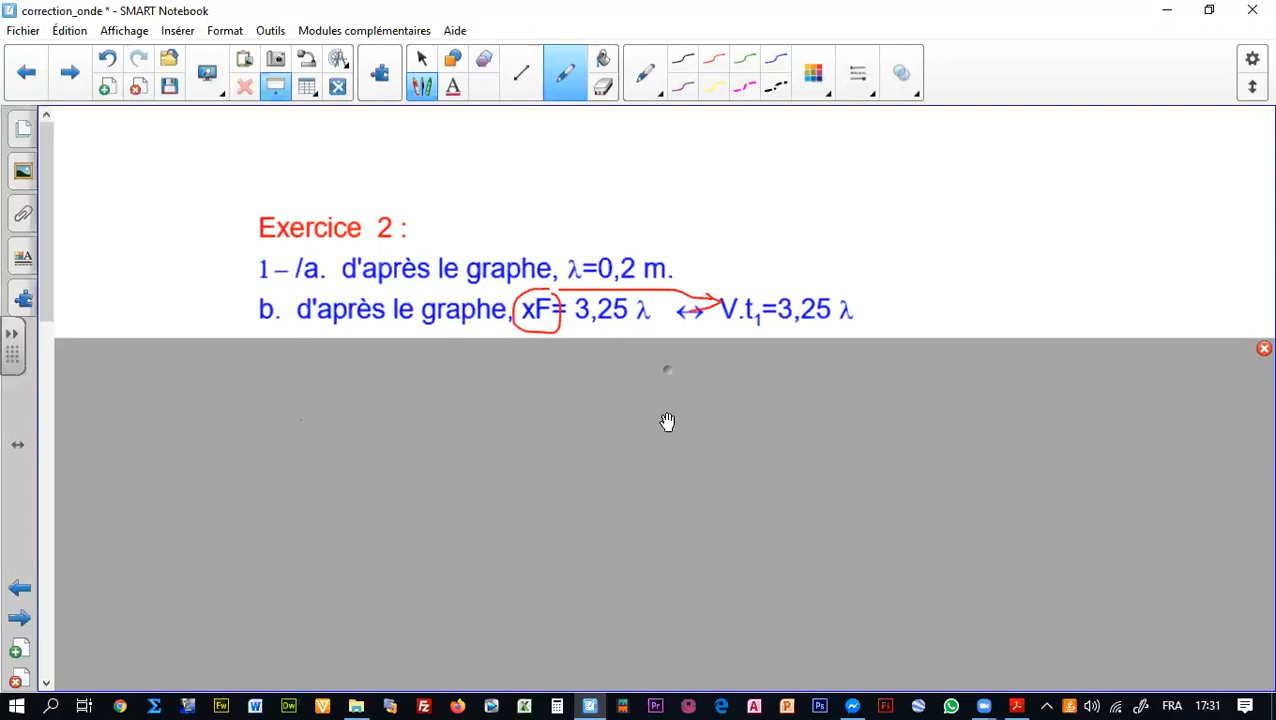 correction_onde * - SMART Notebook
Fichier Édition Affichage Insérer Format Outils Modules complémentaires Aide
A
Exercice 2 :
1 – /a. d'après le graphe, λ=0,2 m.
b. d'après le graphe, xF= 3,25 λ ↔ V.t₁=3,25 λ
FRA 17:31